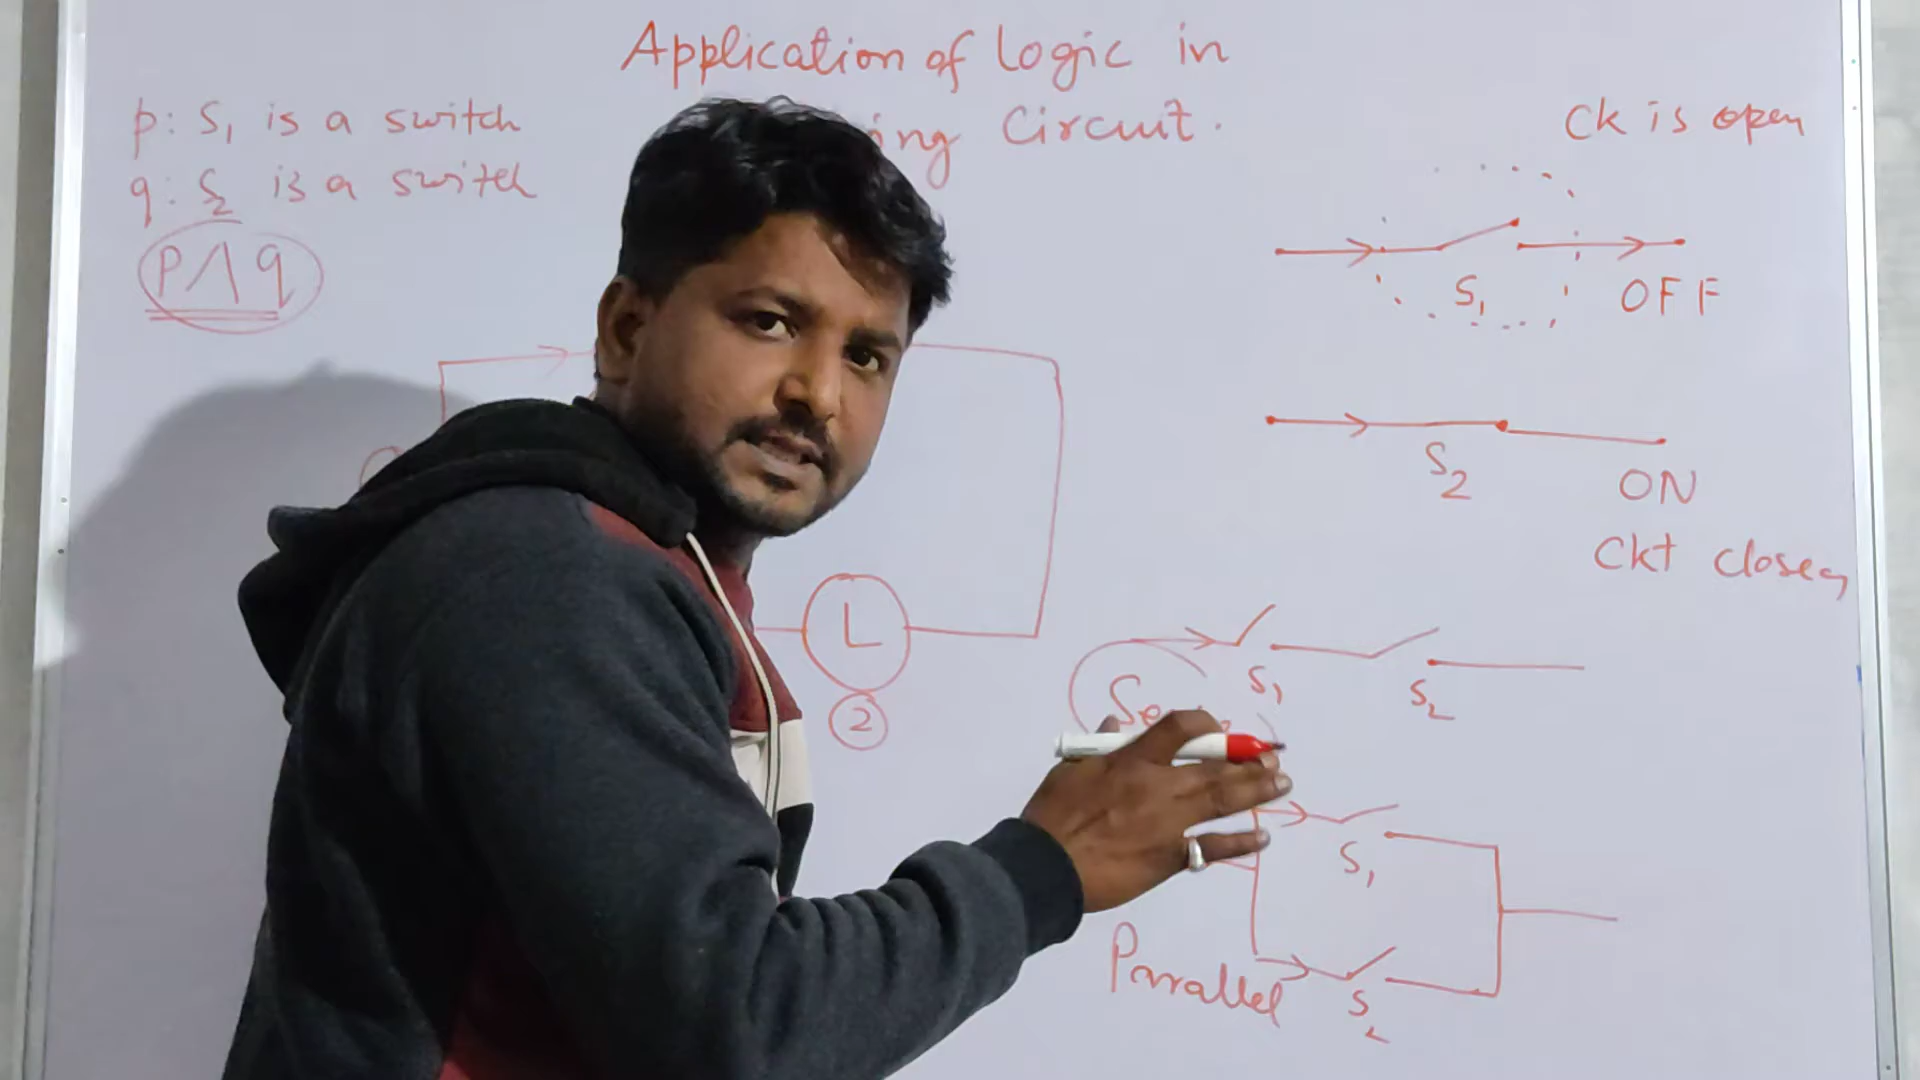 Application of Logic in
ing Circuit.
p: S1 is a switch
q: S2 is a switch
p∧q
Ck is open
S1
OFF
S2
ON
Ckt closed
L
2
S1
S2
S1
Parallel
S2